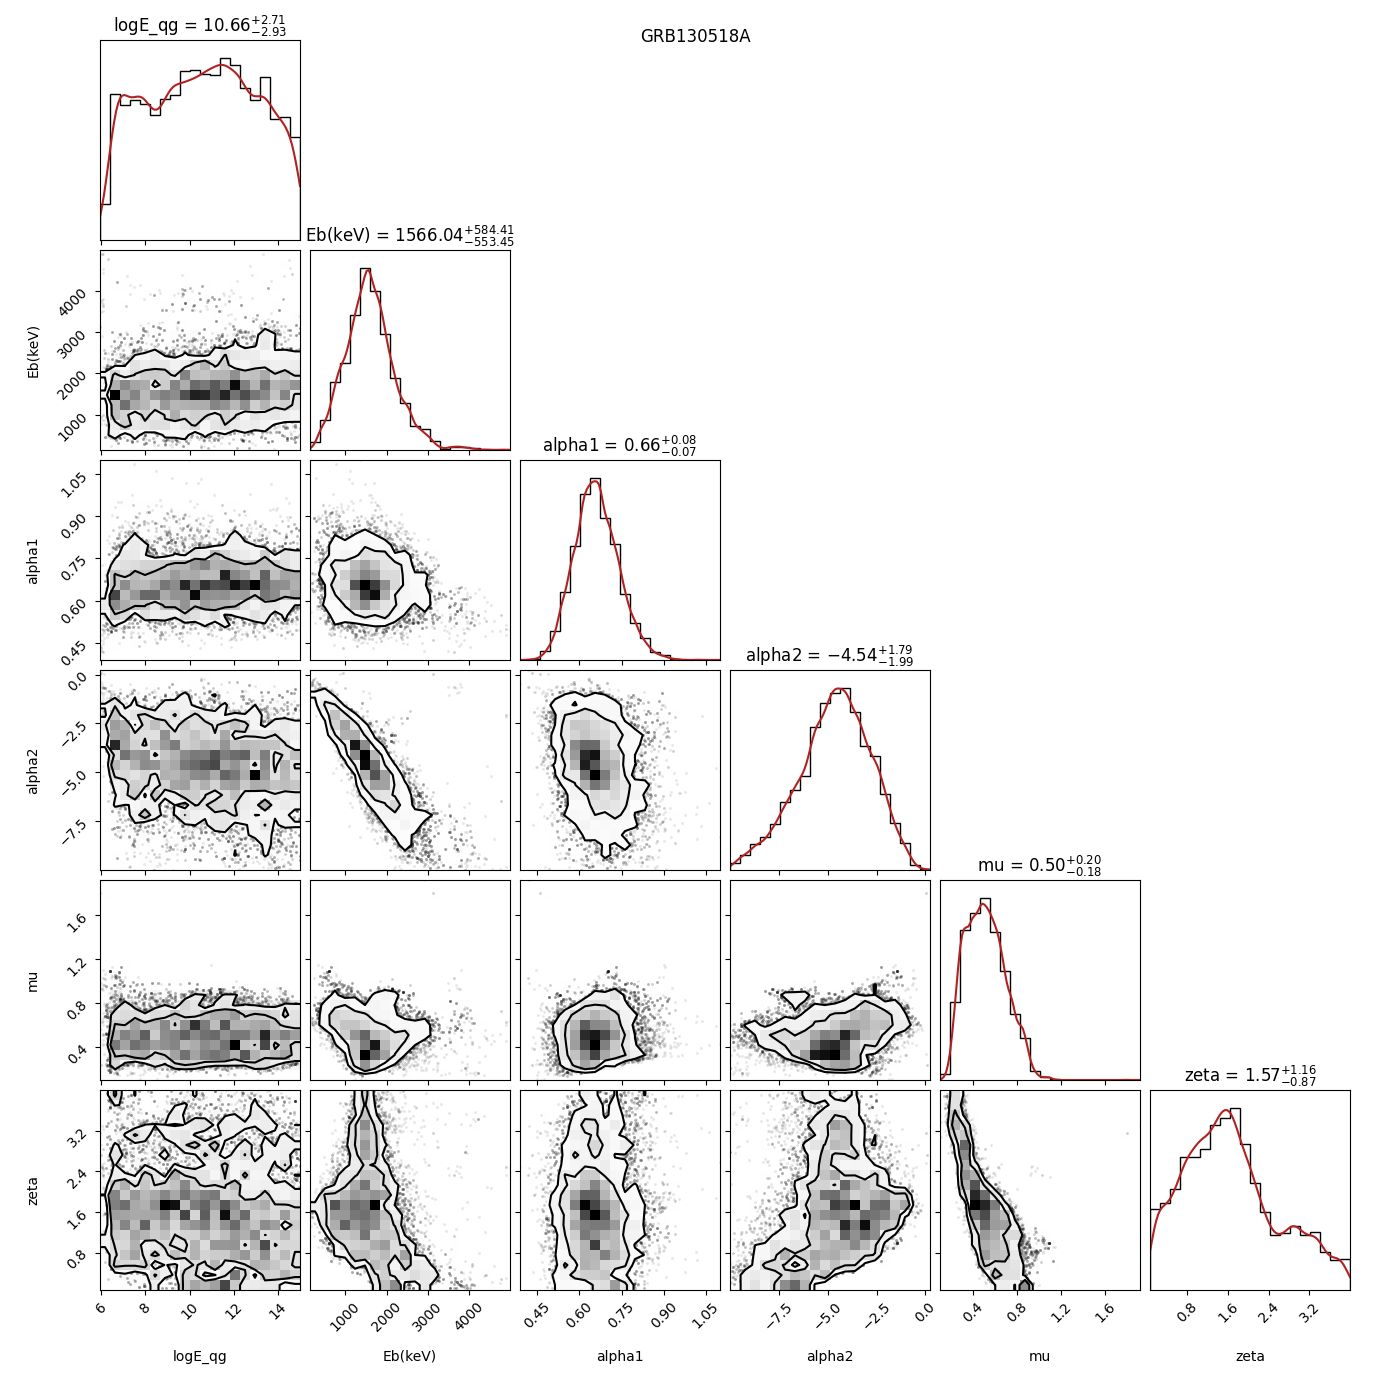 GRB130518A
logE_qg = 10.66+2.71 −2.93
Eb(keV) = 1566.04+584.41 −553.45
Eb(keV)
4000
3000
2000
1000
alpha1 = 0.66+0.08 −0.07
alpha1
1.05
0.90
0.75
0.60
0.45
alpha2 = −4.54+1.79 −1.99
alpha2
0.0
−2.5
−5.0
−7.5
mu = 0.50+0.20 −0.18
mu
1.6
1.2
0.8
0.4
zeta = 1.57+1.16 −0.87
zeta
3.2
2.4
1.6
0.8
6 8 10 12 14
1000 2000 3000 4000
0.45 0.60 0.75 0.90 1.05
−7.5 −5.0 −2.5 0.0
0.4 0.8 1.2 1.6
0.8 1.6 2.4 3.2
logE_qg Eb(keV) alpha1 alpha2 mu zeta